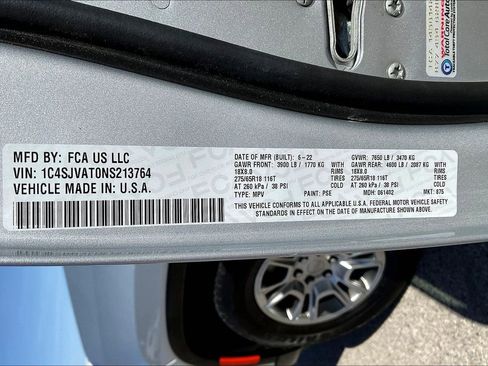 MFD BY: FCA US LLC
VIN: 1C4SJVAT0NS213764
VEHICLE MADE IN: U.S.A.
DATE OF MFR (BUILT): 6-22 GVWR: 7650 LB / 3470 KG
GAWR FRONT: 3900 LB / 1770 KG WITH GAWR REAR: 4600 LB / 2087 KG WITH
18X8.0 RIMS 18X8.0 RIMS
275/65R18 116T TIRES 275/65R18 116T TIRES
AT 260 kPa / 38 PSI COLD AT 260 kPa / 38 PSI COLD
TYPE: MPV PAINT: PSE MDH: 061402 MKT: 875
THIS VEHICLE CONFORMS TO ALL APPLICABLE U.S.A. FEDERAL MOTOR VEHICLE
SAFETY STANDARDS IN EFFECT ON THE DATE OF MANUFACTURE SHOWN ABOVE.
Total Care Auto